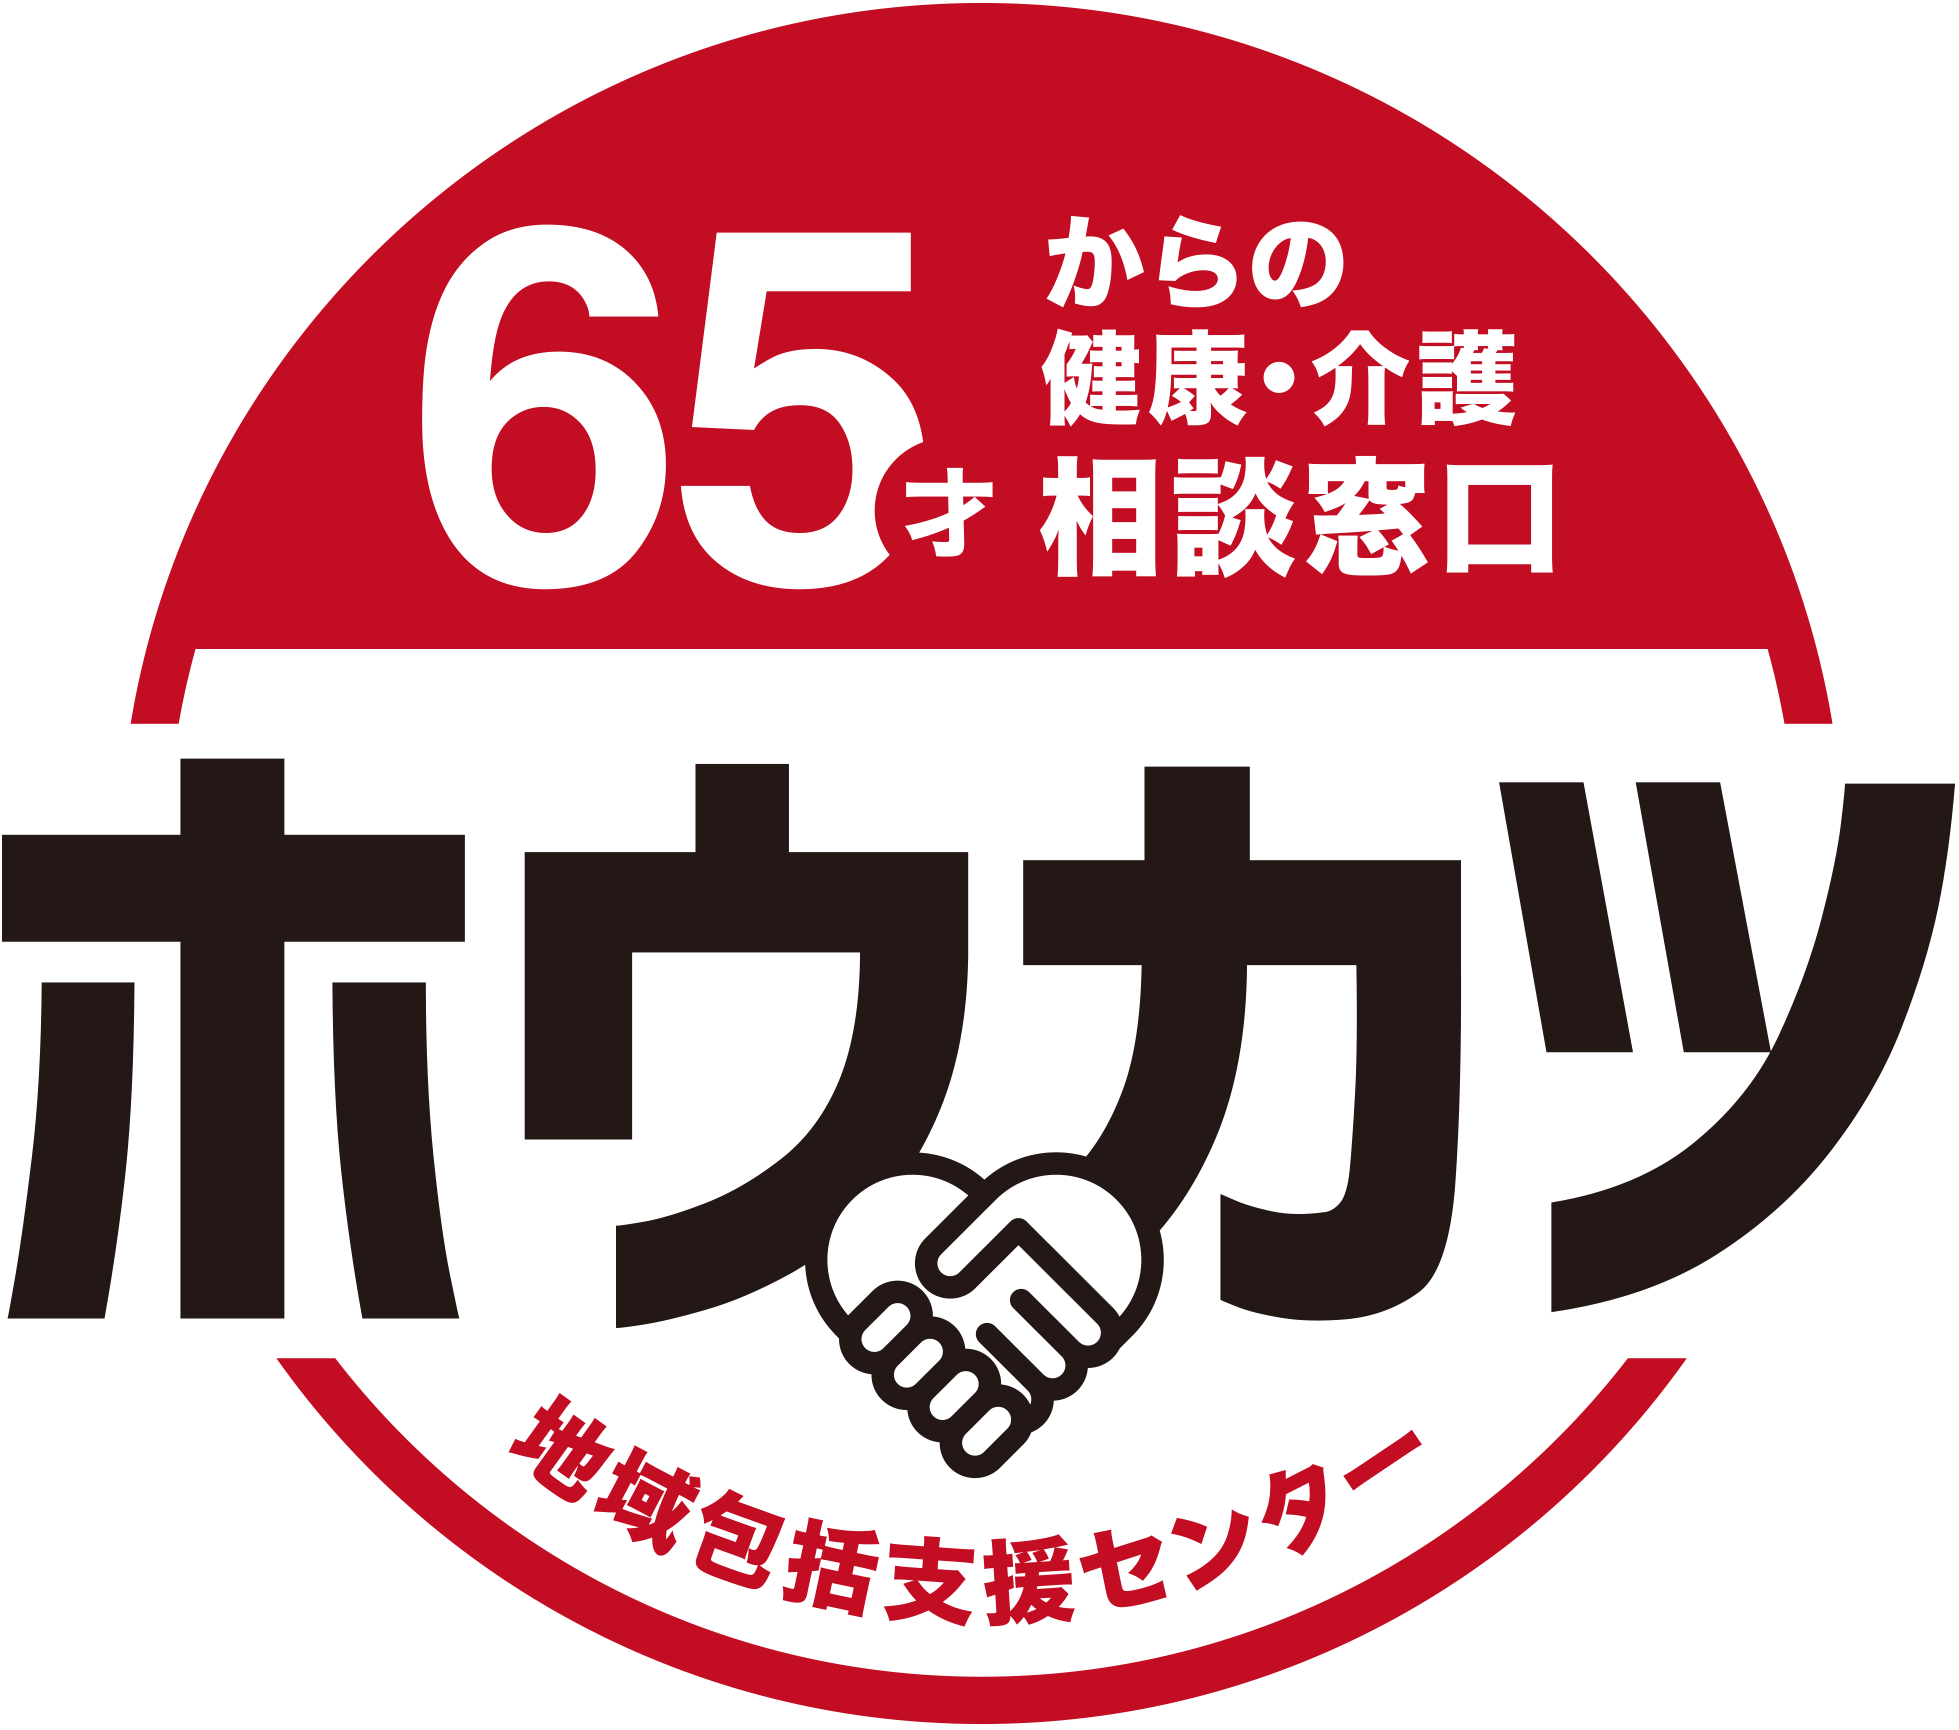 65才からの
健康・介護
相談窓口
ホウカツ
地域包括支援センター